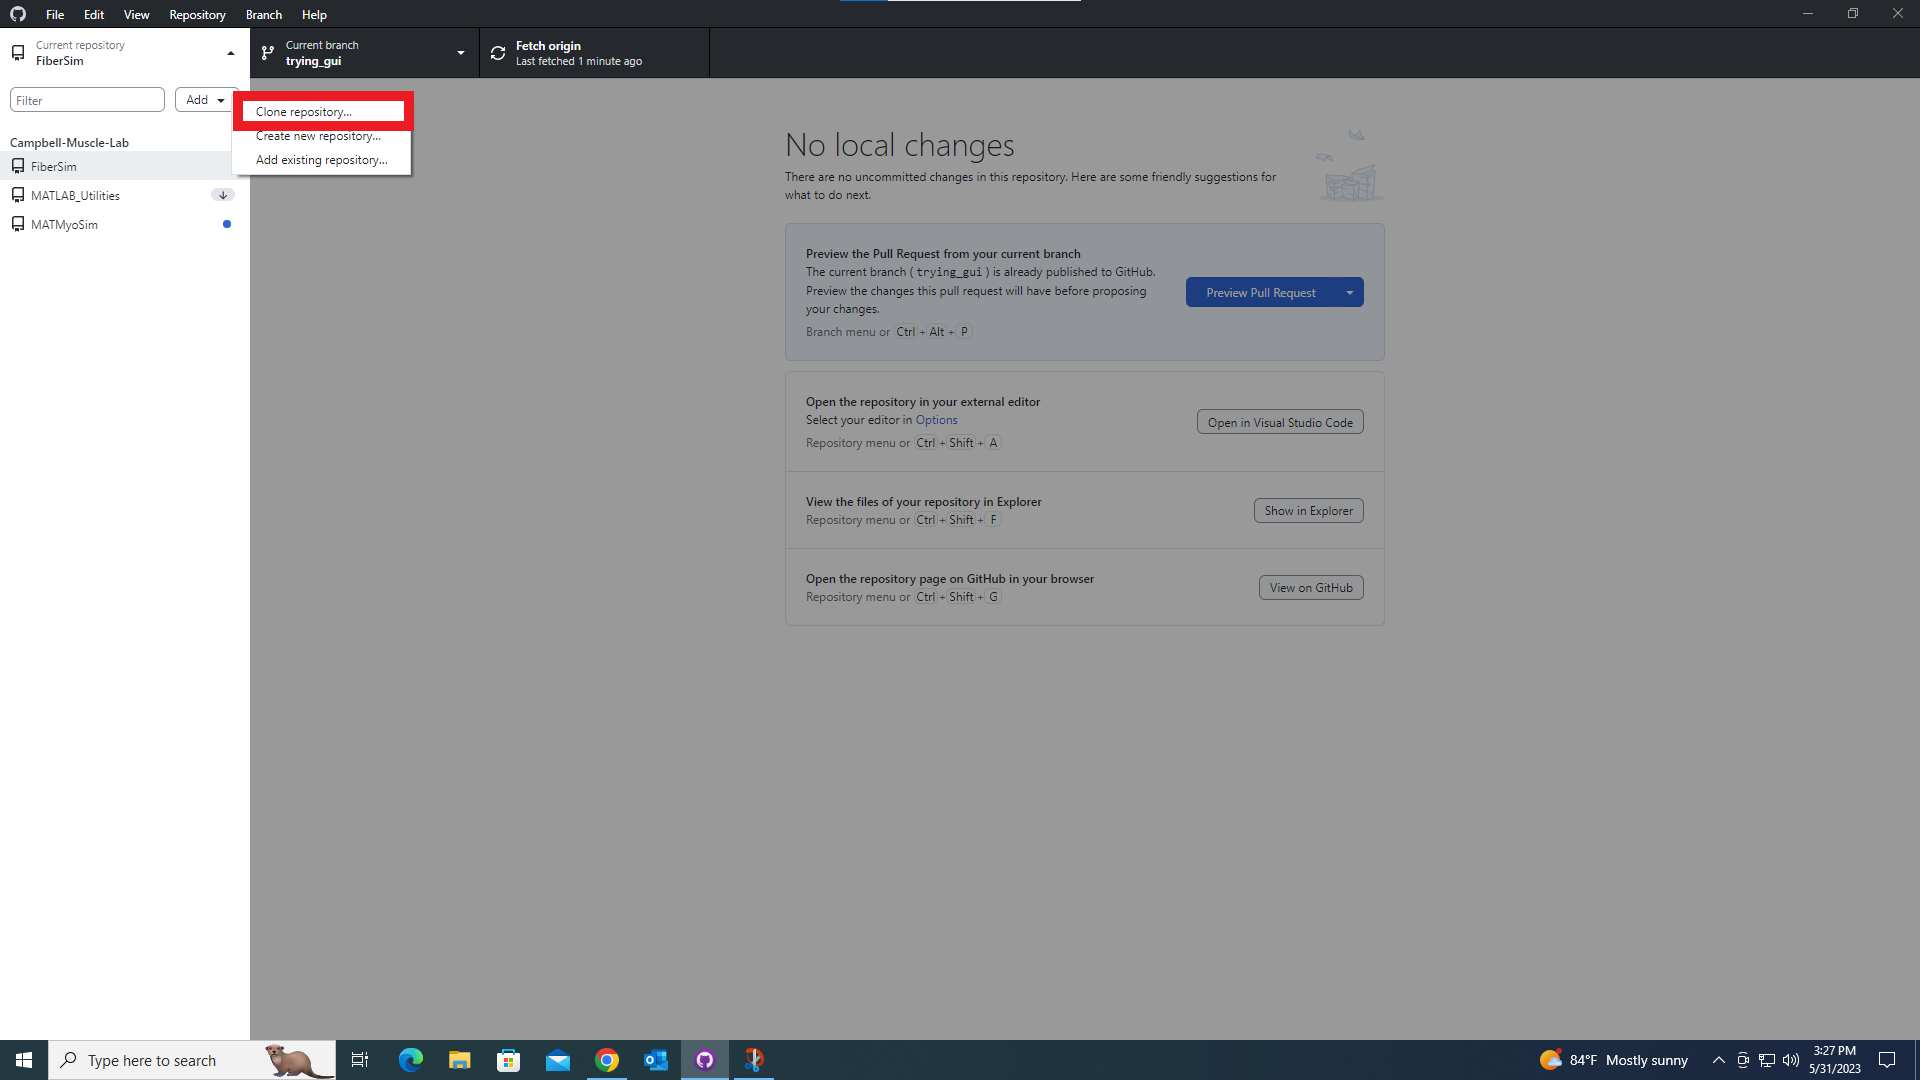 File Edit View Repository Branch Help
Current repository
FiberSim
Current branch
trying_gui
Fetch origin
Last fetched 1 minute ago
Filter
Add
Clone repository...
Create new repository...
Add existing repository...
Campbell-Muscle-Lab
FiberSim
MATLAB_Utilities
MATMyoSim
No local changes
There are no uncommitted changes in this repository. Here are some friendly suggestions for
what to do next.
Preview the Pull Request from your current branch
The current branch ( trying_gui ) is already published to GitHub.
Preview the changes this pull request will have before proposing
your changes.
Branch menu or Ctrl + Alt + P
Preview Pull Request
Open the repository in your external editor
Select your editor in Options
Repository menu or Ctrl + Shift + A
Open in Visual Studio Code
View the files of your repository in Explorer
Repository menu or Ctrl + Shift + F
Show in Explorer
Open the repository page on GitHub in your browser
Repository menu or Ctrl + Shift + G
View on GitHub
Type here to search
84°F Mostly sunny
3:27 PM
5/31/2023